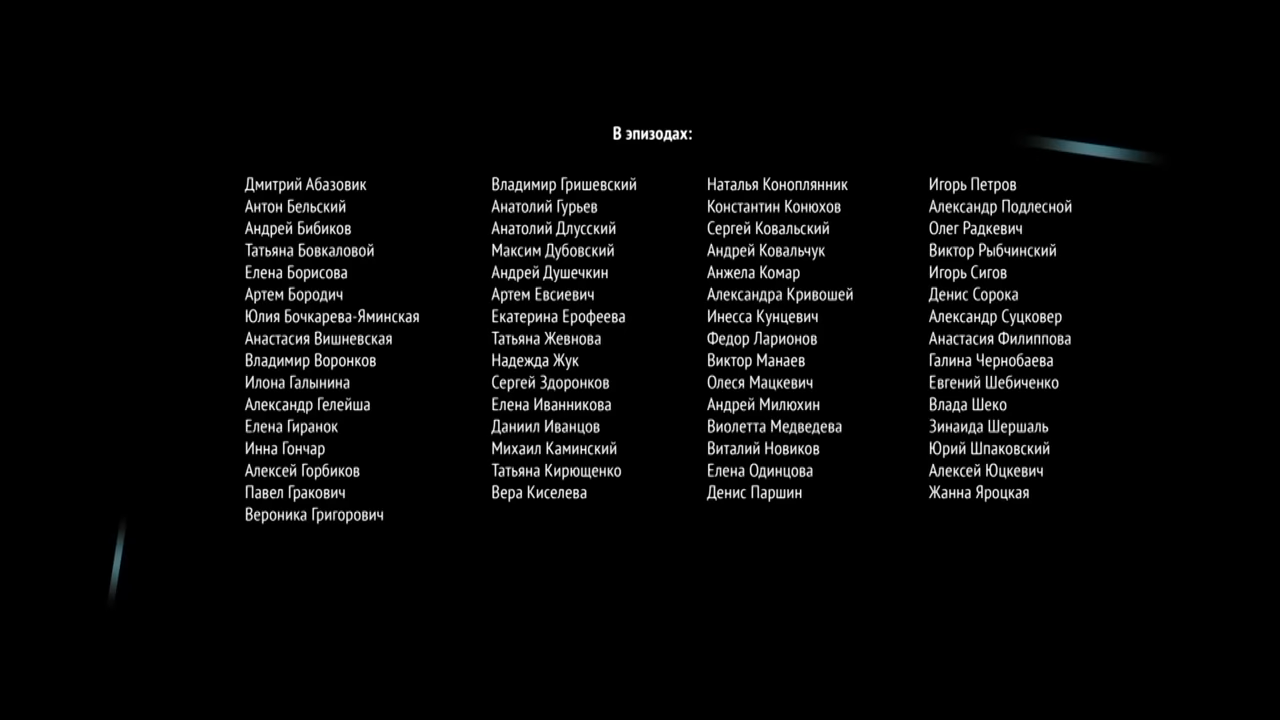 В эпизодах:
Дмитрий Абазовик
Антон Бельский
Андрей Бибиков
Татьяна Бовкаловой
Елена Борисова
Артем Бородич
Юлия Бочкарева-Яминская
Анастасия Вишневская
Владимир Воронков
Илона Галынина
Александр Гелейша
Елена Гиранок
Инна Гончар
Алексей Горбиков
Павел Гракович
Вероника Григорович
Владимир Гришевский
Анатолий Гурьев
Анатолий Длусский
Максим Дубовский
Андрей Душечкин
Артем Евсиевич
Екатерина Ерофеева
Татьяна Жевнова
Надежда Жук
Сергей Здоронков
Елена Иванникова
Даниил Иванцов
Михаил Каминский
Татьяна Кирющенко
Вера Киселева
Наталья Коноплянник
Константин Конюхов
Сергей Ковальский
Андрей Ковальчук
Анжела Комар
Александра Кривошей
Инесса Кунцевич
Федор Ларионов
Виктор Манаев
Олеся Мацкевич
Андрей Милюхин
Виолетта Медведева
Виталий Новиков
Елена Одинцова
Денис Паршин
Игорь Петров
Александр Подлесной
Олег Радкевич
Виктор Рыбчинский
Игорь Сигов
Денис Сорока
Александр Суцковер
Анастасия Филиппова
Галина Чернобаева
Евгений Шебиченко
Влада Шеко
Зинаида Шершаль
Юрий Шпаковский
Алексей Юцкевич
Жанна Яроцкая